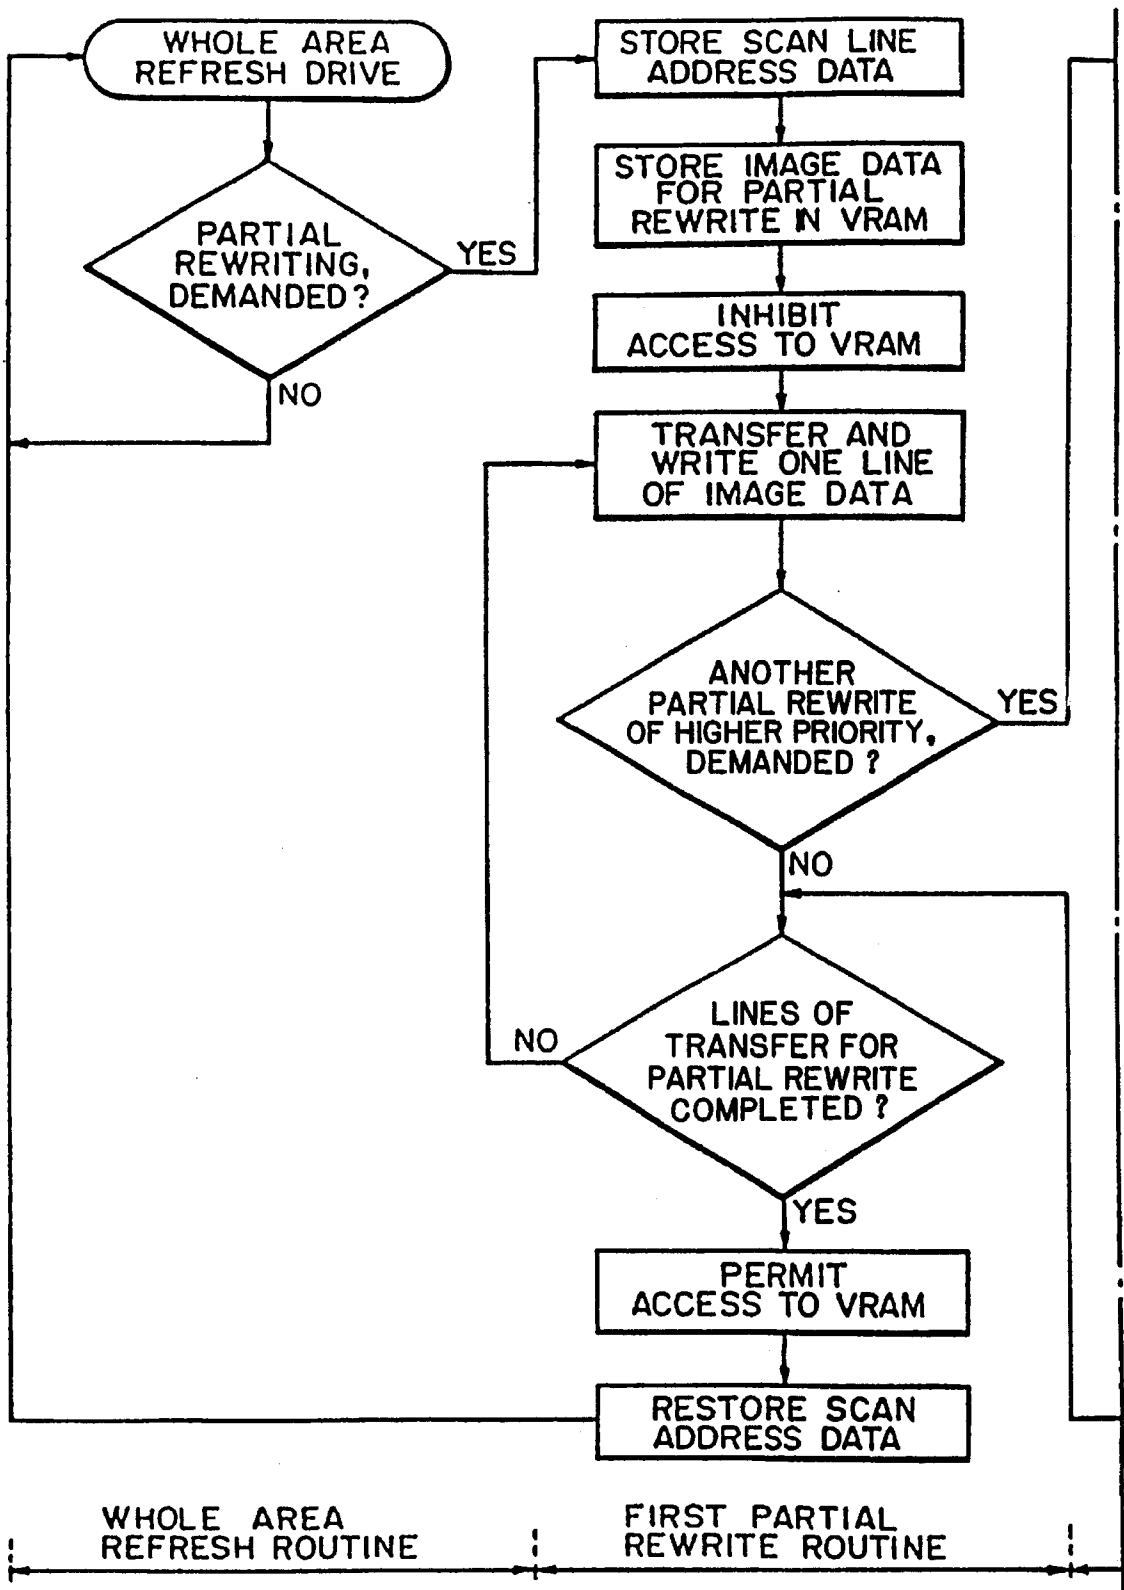 WHOLE AREA
REFRESH DRIVE
PARTIAL
REWRITING,
DEMANDED?
YES
NO
STORE SCAN LINE
ADDRESS DATA
STORE IMAGE DATA
FOR PARTIAL
REWRITE IN VRAM
INHIBIT
ACCESS TO VRAM
TRANSFER AND
WRITE ONE LINE
OF IMAGE DATA
ANOTHER
PARTIAL REWRITE
OF HIGHER PRIORITY,
DEMANDED?
YES
NO
LINES OF
TRANSFER FOR
PARTIAL REWRITE
COMPLETED?
NO
YES
PERMIT
ACCESS TO VRAM
RESTORE SCAN
ADDRESS DATA
WHOLE AREA
REFRESH ROUTINE
FIRST PARTIAL
REWRITE ROUTINE